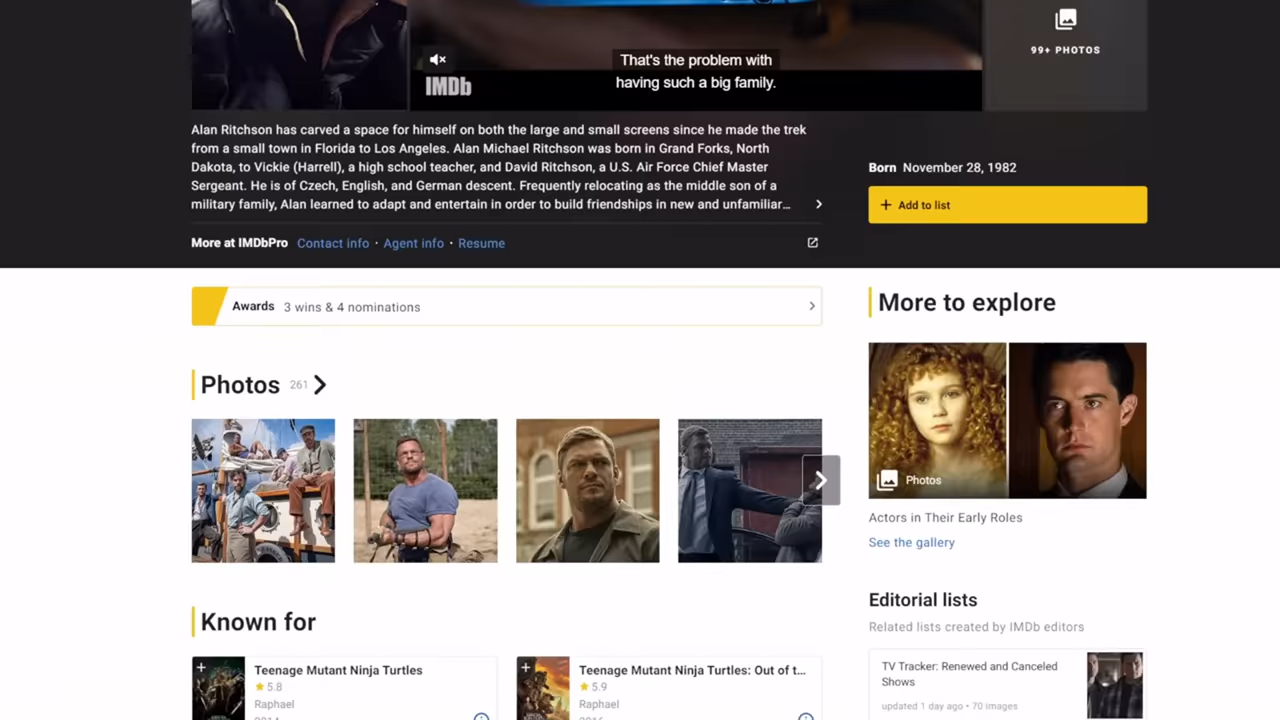 99+ PHOTOS
That's the problem with
having such a big family.
IMDb
Alan Ritchson has carved a space for himself on both the large and small screens since he made the trek
from a small town in Florida to Los Angeles. Alan Michael Ritchson was born in Grand Forks, North
Dakota, to Vickie (Harrell), a high school teacher, and David Ritchson, a U.S. Air Force Chief Master
Sergeant. He is of Czech, English, and German descent. Frequently relocating as the middle son of a
military family, Alan learned to adapt and entertain in order to build friendships in new and unfamiliar...
Born November 28, 1982
+ Add to list
More at IMDbPro Contact info · Agent info · Resume
Awards 3 wins & 4 nominations
Photos 261
Known for
Teenage Mutant Ninja Turtles
5.8
Raphael
2014
Teenage Mutant Ninja Turtles: Out of t...
5.9
Raphael
2016
More to explore
Photos
Actors in Their Early Roles
See the gallery
Editorial lists
Related lists created by IMDb editors
TV Tracker: Renewed and Canceled
Shows
updated 1 day ago • 70 images